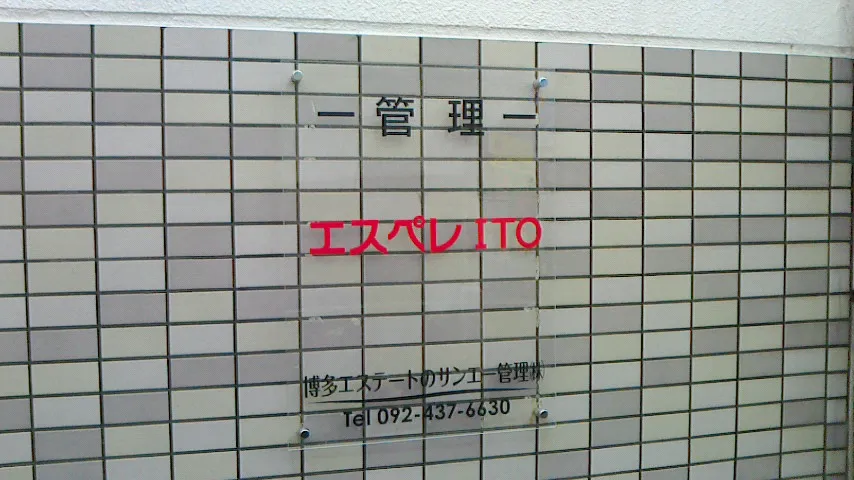 ー管理ー
エスペレ ITO
博多エステートのサンエー管理㈱
Tel 092-437-6630